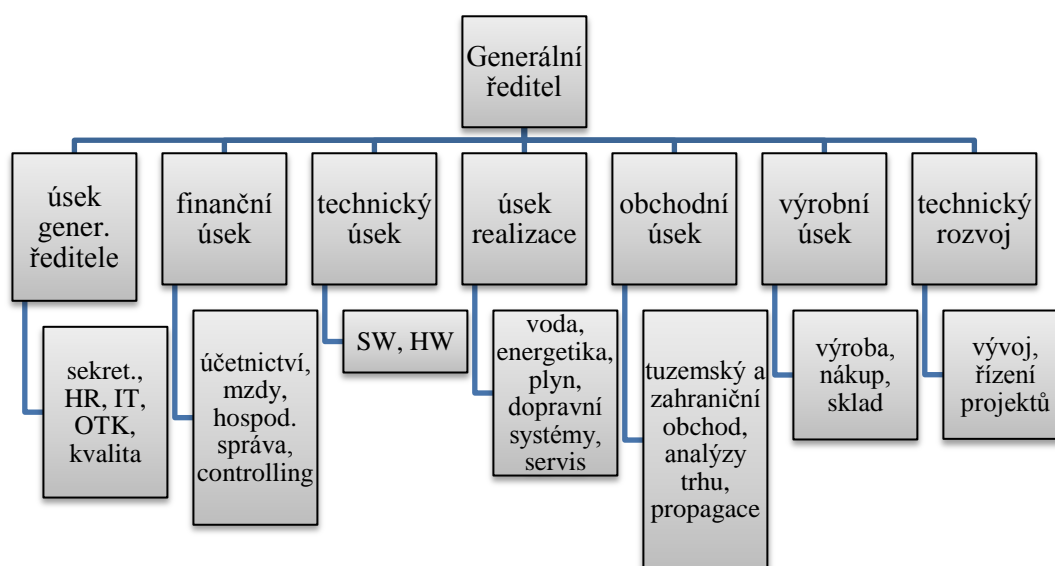 Generální
ředitel
úsek
gener.
ředitele
finanční
úsek
technický
úsek
úsek
realizace
obchodní
úsek
výrobní
úsek
technický
rozvoj
sekret.,
HR, IT,
OTK,
kvalita
účetnictví,
mzdy,
hospod.
správa,
controlling
SW, HW
voda,
energetika,
plyn,
dopravní
systémy,
servis
tuzemský a
zahraniční
obchod,
analýzy
trhu,
propagace
výroba,
nákup,
sklad
vývoj,
řízení
projektů